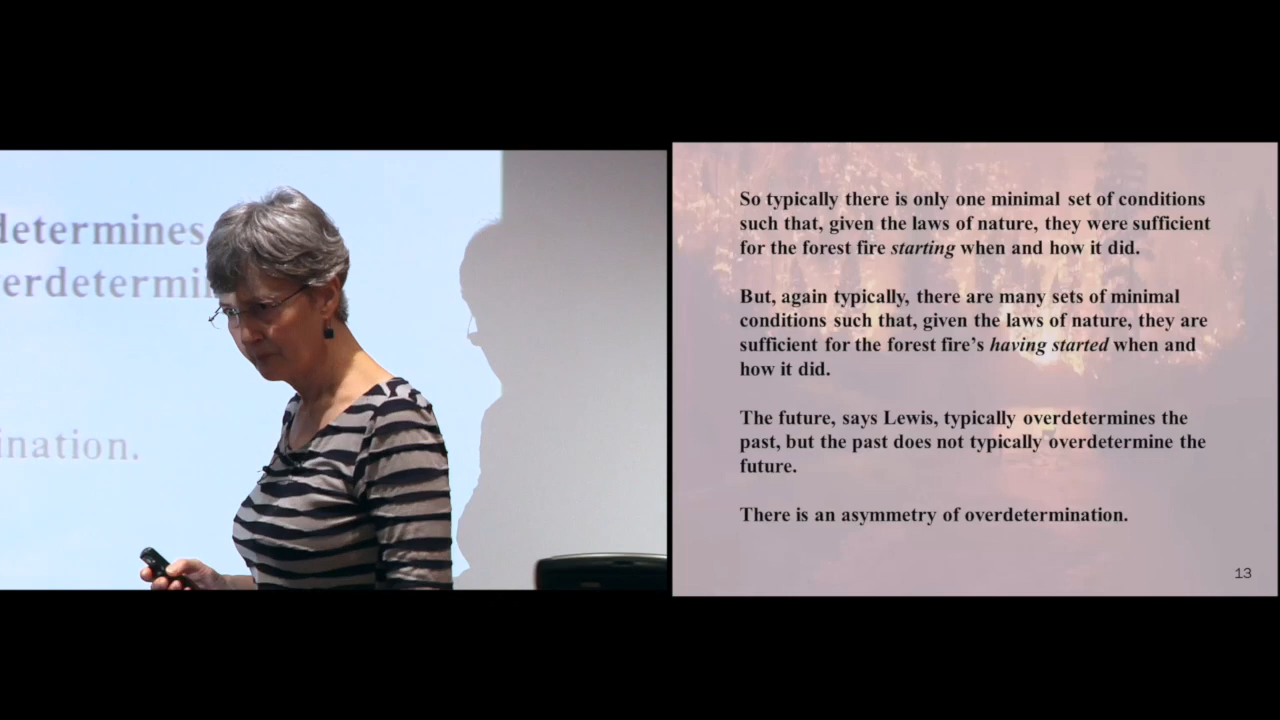 determines
erdetermi
ination.
So typically there is only one minimal set of conditions
such that, given the laws of nature, they were sufficient
for the forest fire starting when and how it did.
But, again typically, there are many sets of minimal
conditions such that, given the laws of nature, they are
sufficient for the forest fire's having started when and
how it did.
The future, says Lewis, typically overdetermines the
past, but the past does not typically overdetermine the
future.
There is an asymmetry of overdetermination.
13